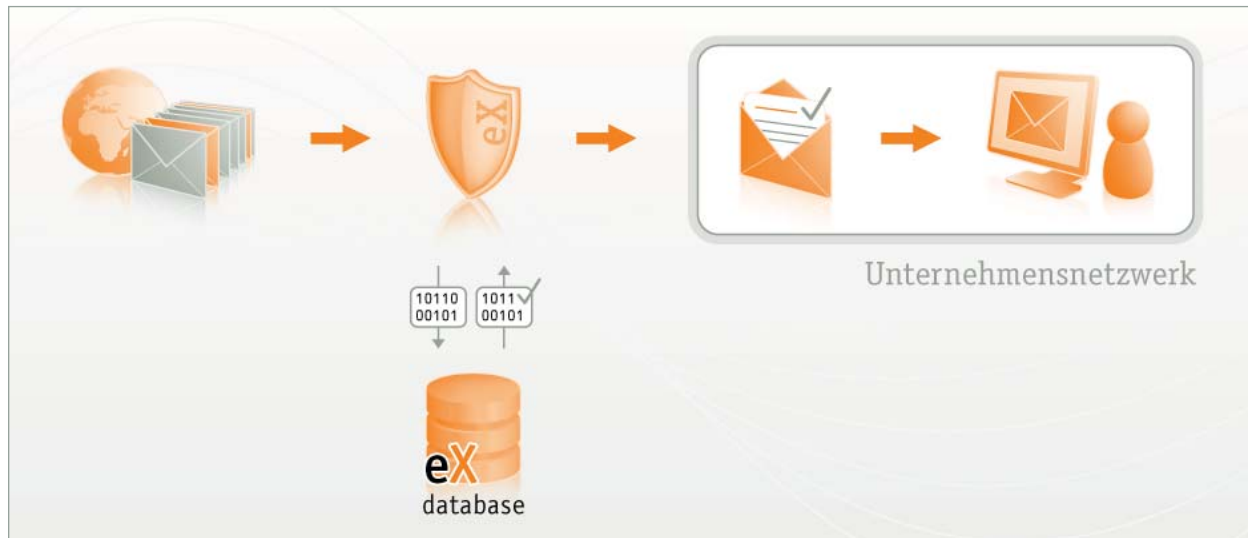 eX
Unternehmensnetzwerk
10110
00101
1011
00101
eX
database